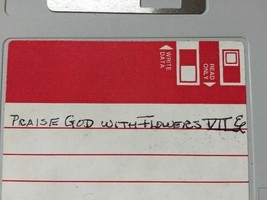 WRITE
DATA
READ
ONLY
PRAISE GOD WITH FLOWERS VII &